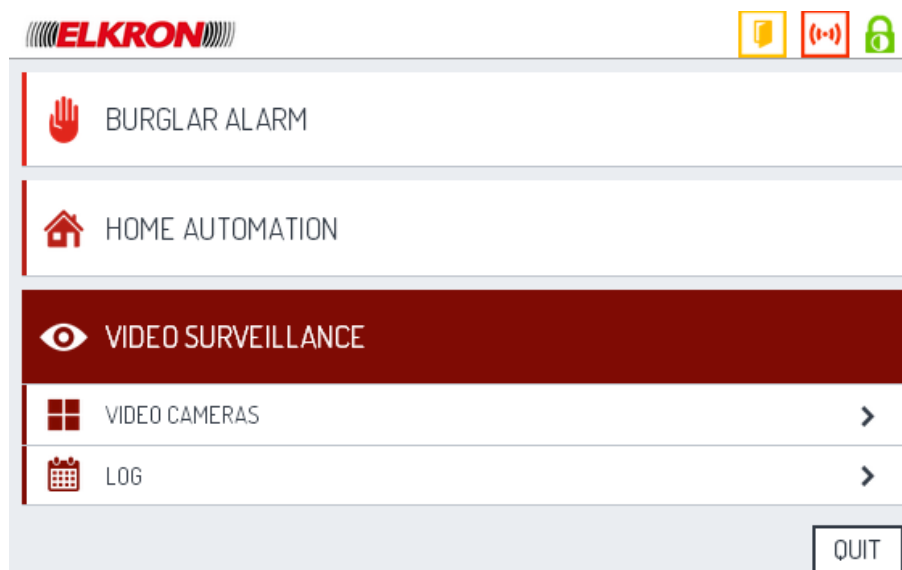 ELKRON
BURGLAR ALARM
HOME AUTOMATION
VIDEO SURVEILLANCE
VIDEO CAMERAS
LOG
QUIT